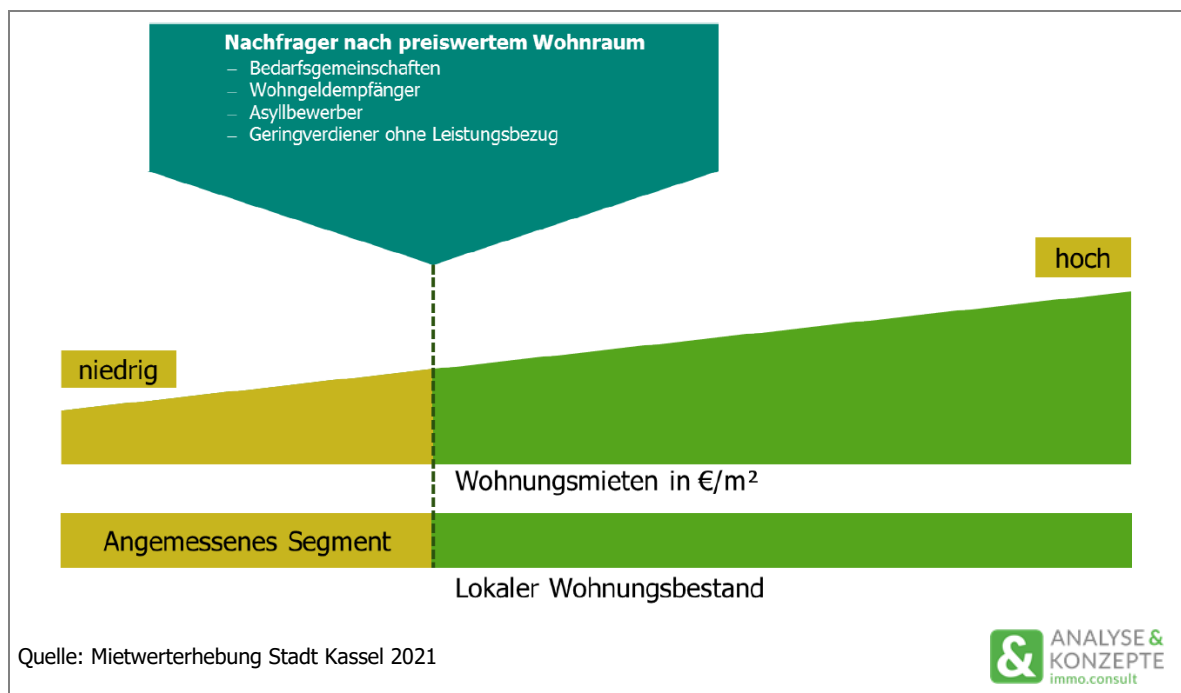 Nachfrager nach preiswertem Wohnraum
– Bedarfsgemeinschaften
– Wohngeldempfänger
– Asyllbewerber
– Geringverdiener ohne Leistungsbezug
hoch
niedrig
Wohnungsmieten in €/m²
Angemessenes Segment
Lokaler Wohnungsbestand
Quelle: Mietwerterhebung Stadt Kassel 2021
&
ANALYSE &
KONZEPTE
immo.consult